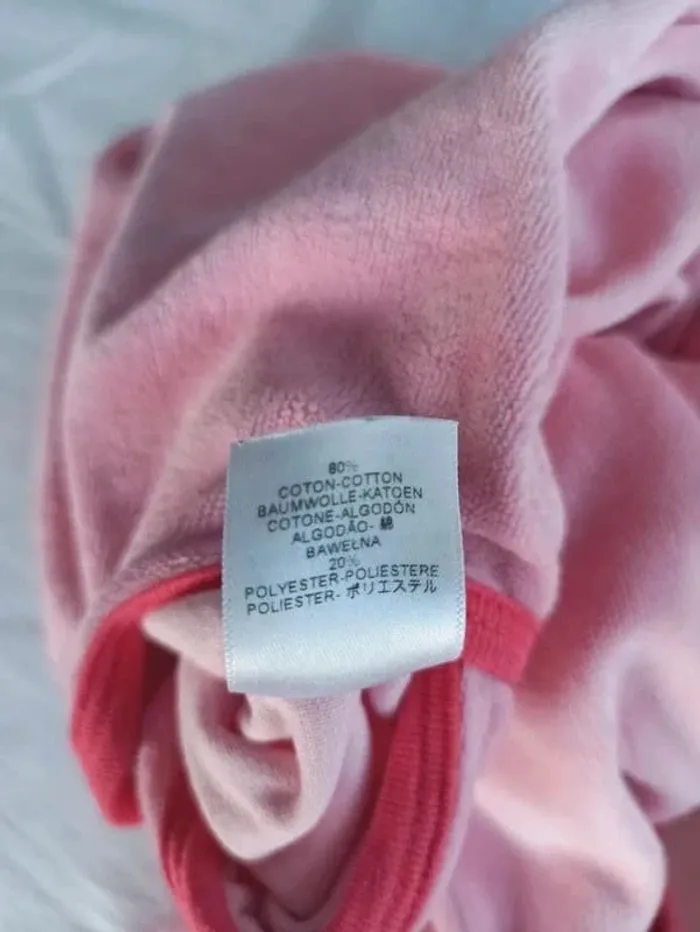 80%
COTON-COTTON
BAUMWOLLE-KATOEN
COTONE-ALGODÓN
ALGODÃO- 綿
BAWEŁNA
20%
POLYESTER-POLIESTERE
POLIESTER- ポリエステル